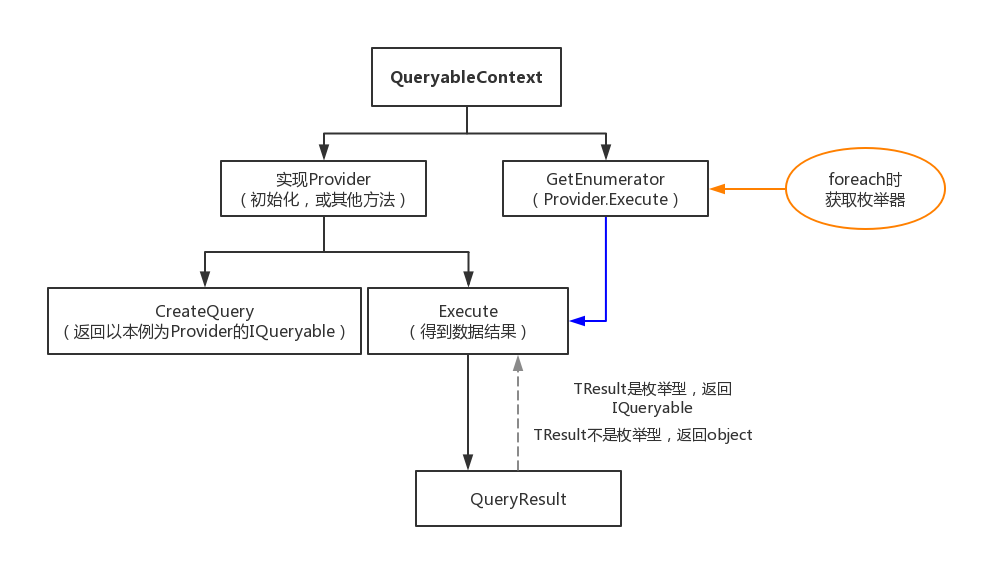 QueryableContext
实现Provider
（初始化，或其他方法）
GetEnumerator
（Provider.Execute）
foreach时
获取枚举器
CreateQuery
（返回以本例为Provider的IQueryable）
Execute
（得到数据结果）
TResult是枚举型，返回
IQueryable
TResult不是枚举型，返回object
QueryResult